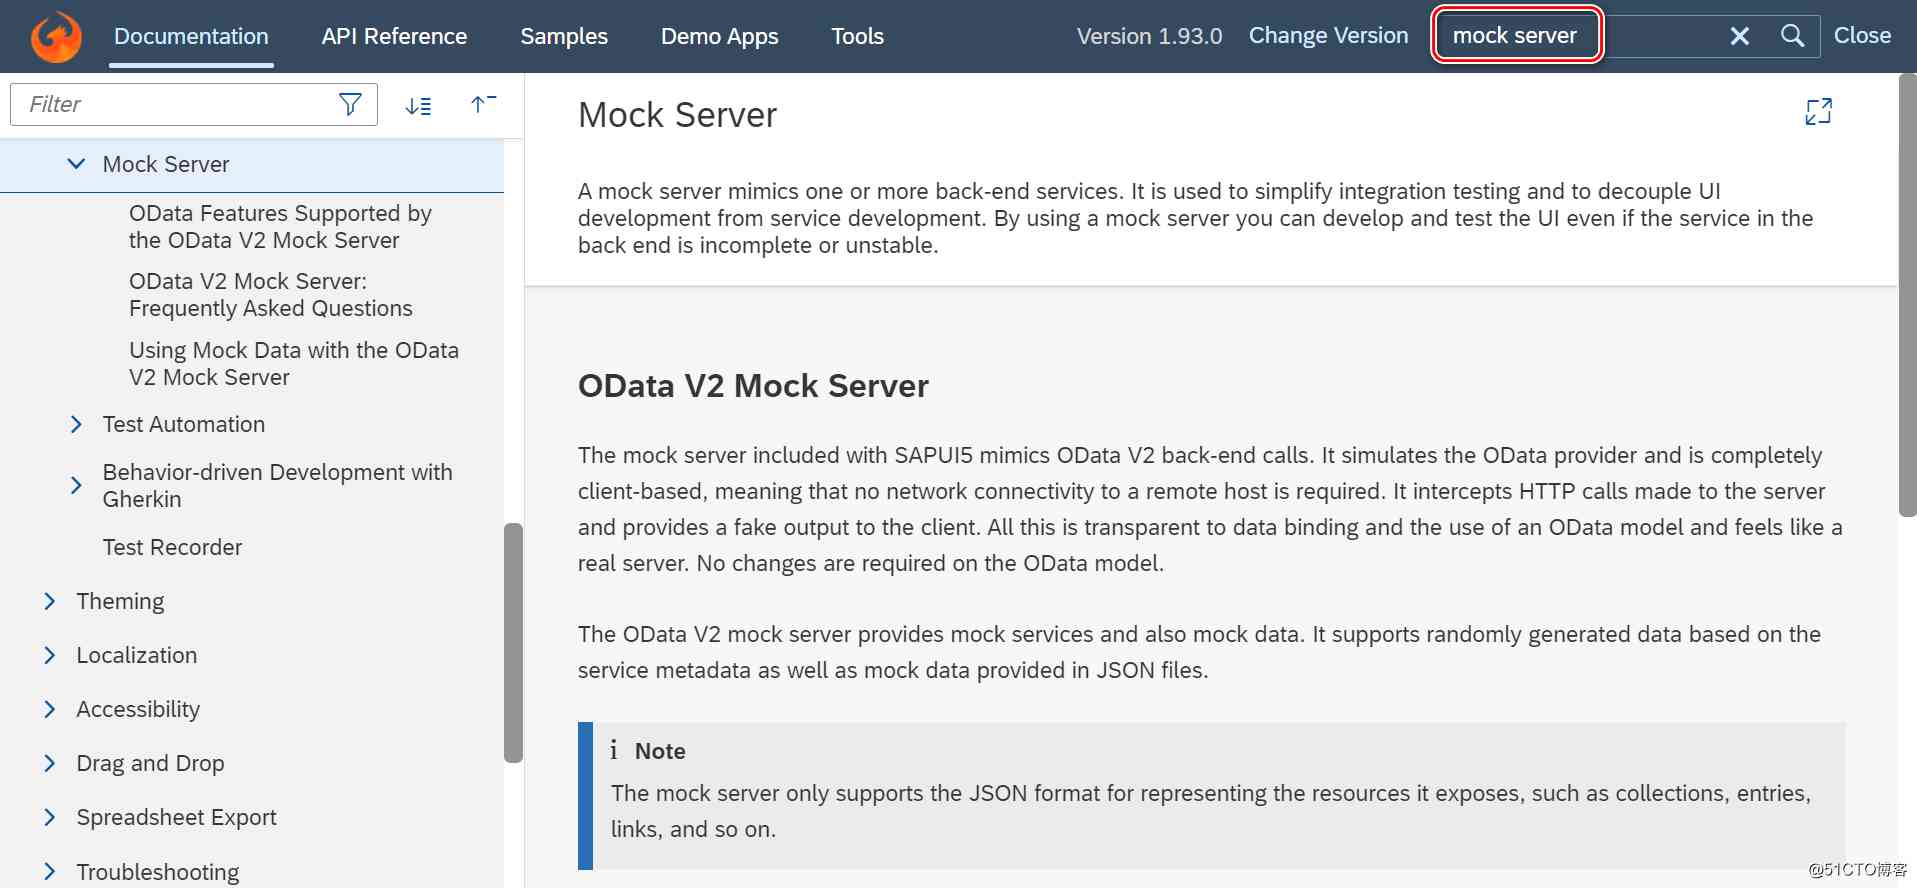 Documentation API Reference Samples Demo Apps Tools Version 1.93.0 Change Version mock server Close
Filter
Mock Server
OData Features Supported by
the OData V2 Mock Server
OData V2 Mock Server:
Frequently Asked Questions
Using Mock Data with the OData
V2 Mock Server
Test Automation
Behavior-driven Development with
Gherkin
Test Recorder
Theming
Localization
Accessibility
Drag and Drop
Spreadsheet Export
Troubleshooting
Mock Server
A mock server mimics one or more back-end services. It is used to simplify integration testing and to decouple UI
development from service development. By using a mock server you can develop and test the UI even if the service in the
back end is incomplete or unstable.
OData V2 Mock Server
The mock server included with SAPUI5 mimics OData V2 back-end calls. It simulates the OData provider and is completely
client-based, meaning that no network connectivity to a remote host is required. It intercepts HTTP calls made to the server
and provides a fake output to the client. All this is transparent to data binding and the use of an OData model and feels like a
real server. No changes are required on the OData model.
The OData V2 mock server provides mock services and also mock data. It supports randomly generated data based on the
service metadata as well as mock data provided in JSON files.
i Note
The mock server only supports the JSON format for representing the resources it exposes, such as collections, entries,
links, and so on.
@51CTO博客